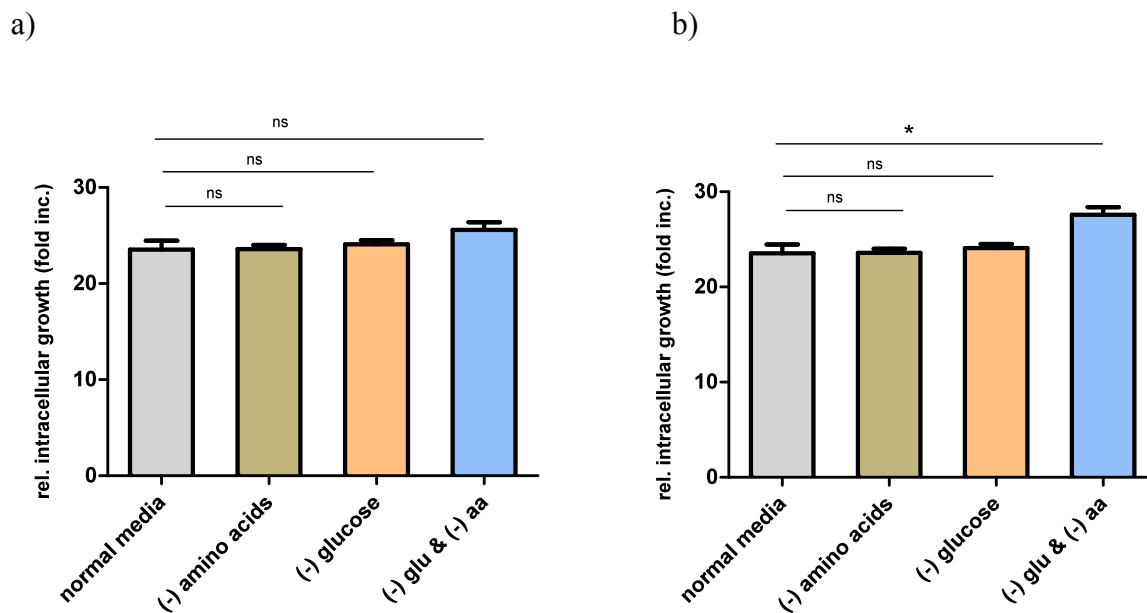 a)
ns
ns
ns
rel. intracellular growth (fold inc.)
30
20
10
0
normal media
(-) amino acids
(-) glucose
(-) glu & (-) aa
b)
*
ns
ns
rel. intracellular growth (fold inc.)
30
20
10
0
normal media
(-) amino acids
(-) glucose
(-) glu & (-) aa